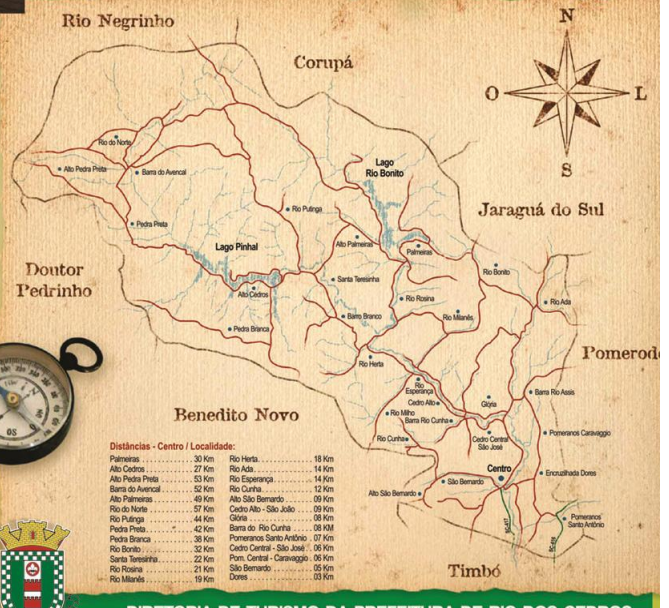 Rio Negrinho
Corupá
N
O
L
S
Lago
Rio Bonito
Jaraguá do Sul
Rio do Norte
Alto Pedra Preta
Barra do Avencal
Rio Putinga
Pedra Preta
Lago Pinhal
Alto Palmeiras
Palmeiras
Rio Bonito
Doutor
Pedrinho
Santa Teresinha
Alto Cedros
Rio Rosina
Rio Ada
Barra Branco
Rio Milanês
Pedra Branca
Pomerode
Rio Herta
Rio
Esperança
Barra Rio Assis
Glória
Cedro Alto
Rio Milho
Barra Rio Cunha
Benedito Novo
Pomeranos Caravaggio
Rio Cunha
Cedro Central
São José
Centro
Encruzilhada Dores
São Bernardo
Alto São Bernardo
Pomeranos
Santo Antônio
Timbó
Distâncias - Centro / Localidade:
Palmeiras .......... 30 Km
Alto Cedros .......... 27 Km
Alto Pedra Preta .......... 53 Km
Barra do Avencal .......... 52 Km
Alto Palmeiras .......... 49 Km
Rio do Norte .......... 57 Km
Rio Putinga .......... 44 Km
Pedra Preta .......... 42 Km
Pedra Branca .......... 38 Km
Rio Bonito .......... 32 Km
Santa Teresinha .......... 22 Km
Rio Rosina .......... 21 Km
Rio Milanês .......... 19 Km
Rio Herta .......... 18 Km
Rio Ada .......... 14 Km
Rio Esperança .......... 14 Km
Rio Cunha .......... 12 Km
Alto São Bernardo .......... 09 Km
Cedro Alto - São João .. 09 Km
Glória .......... 08 Km
Barra do Rio Cunha .... 08 KM
Pomeranos Santo Antônio . 07 Km
Cedro Central - São José . 06 Km
Pom. Central - Caravaggio . 06 Km
São Bernardo .......... 05 Km
Dores .......... 03 Km